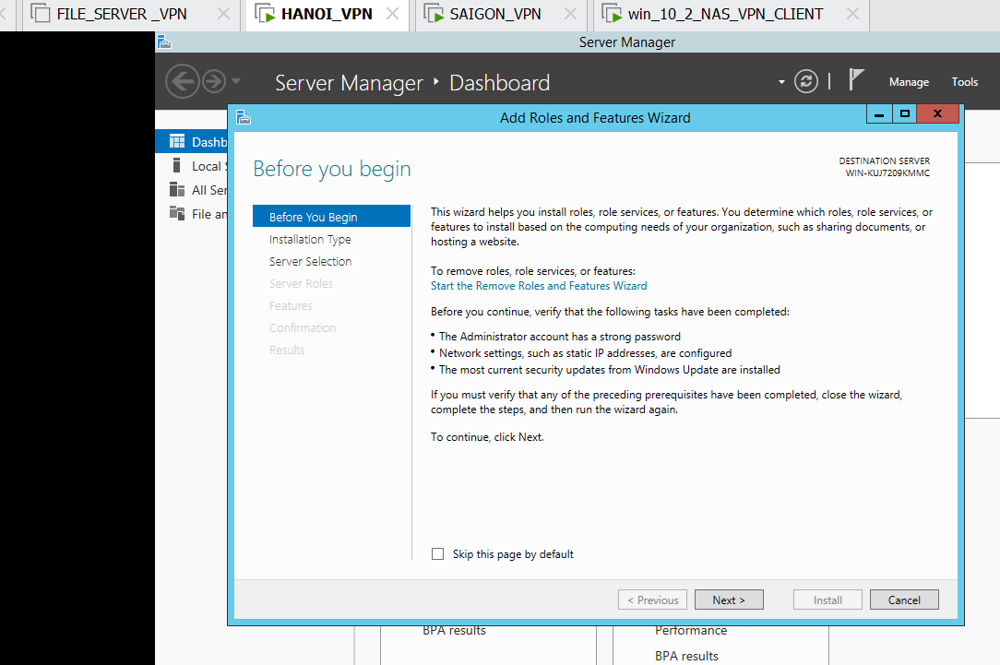 FILE_SERVER _VPN
HANOI_VPN
SAIGON_VPN
win_10_2_NAS_VPN_CLIENT
Server Manager
Server Manager
Dashboard
Manage
Tools
Dashb
Local S
All Ser
File an
Add Roles and Features Wizard
Before you begin
DESTINATION SERVER
WIN-KUJ7209KMMC
Before You Begin
Installation Type
Server Selection
Server Roles
Features
Confirmation
Results
This wizard helps you install roles, role services, or features. You determine which roles, role services, or
features to install based on the computing needs of your organization, such as sharing documents, or
hosting a website.
To remove roles, role services, or features:
Start the Remove Roles and Features Wizard
Before you continue, verify that the following tasks have been completed:
• The Administrator account has a strong password
• Network settings, such as static IP addresses, are configured
• The most current security updates from Windows Update are installed
If you must verify that any of the preceding prerequisites have been completed, close the wizard,
complete the steps, and then run the wizard again.
To continue, click Next.
Skip this page by default
< Previous
Next >
Install
Cancel
BPA results
Performance
BPA results